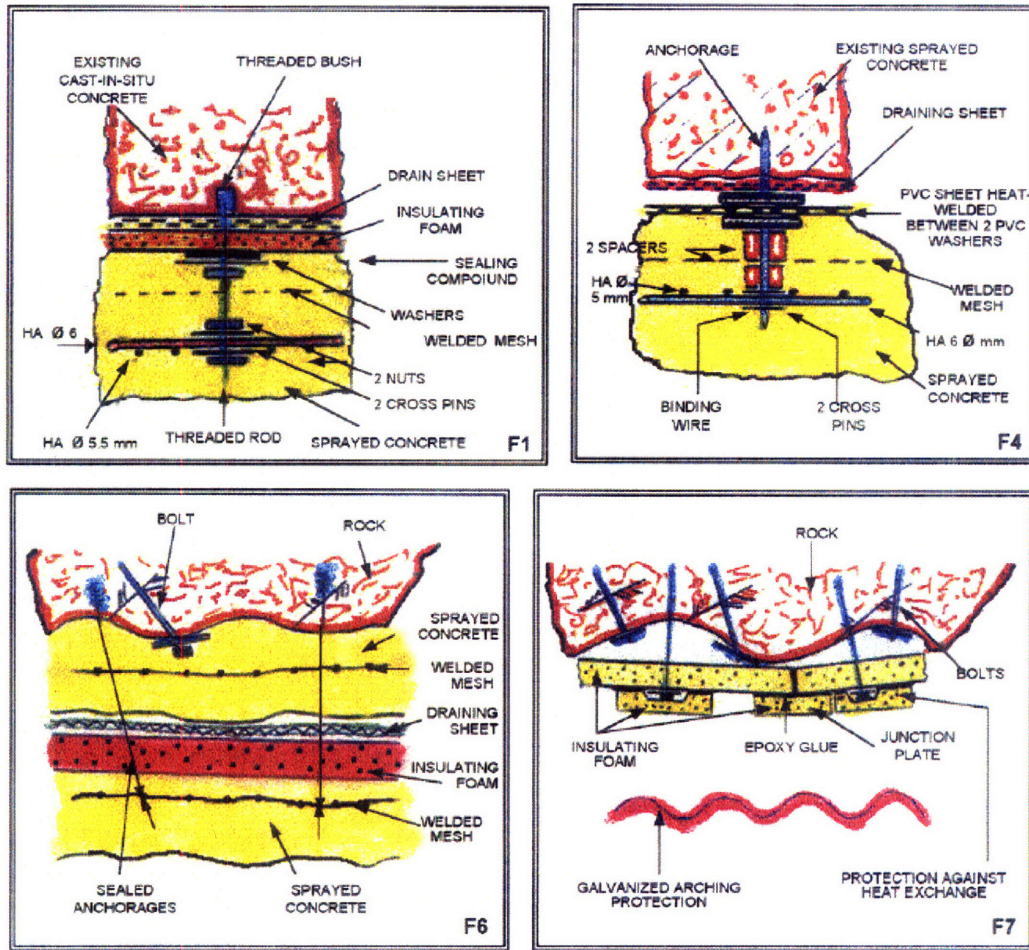 EXISTING
CAST-IN-SITU
CONCRETE
THREADED BUSH
DRAIN SHEET
INSULATING
FOAM
SEALING
COMPOIUND
WASHERS
WELDED MESH
HA Ø 6
2 NUTS
2 CROSS PINS
HA Ø 5.5 mm
THREADED ROD
SPRAYED CONCRETE
F1
ANCHORAGE
EXISTING SPRAYED
CONCRETE
DRAINING SHEET
PVC SHEET HEAT-
WELDED
BETWEEN 2 PVC
WASHERS
2 SPACERS
HA Ø
5 mm
WELDED
MESH
HA 6 Ø mm
SPRAYED
CONCRETE
BINDING
WIRE
2 CROSS
PINS
F4
BOLT
ROCK
SPRAYED
CONCRETE
WELDED
MESH
DRAINING
SHEET
INSULATING
FOAM
WELDED
MESH
SEALED
ANCHORAGES
SPRAYED
CONCRETE
F6
ROCK
BOLTS
INSULATING
FOAM
EPOXY GLUE
JUNCTION
PLATE
GALVANIZED ARCHING
PROTECTION
PROTECTION AGAINST
HEAT EXCHANGE
F7